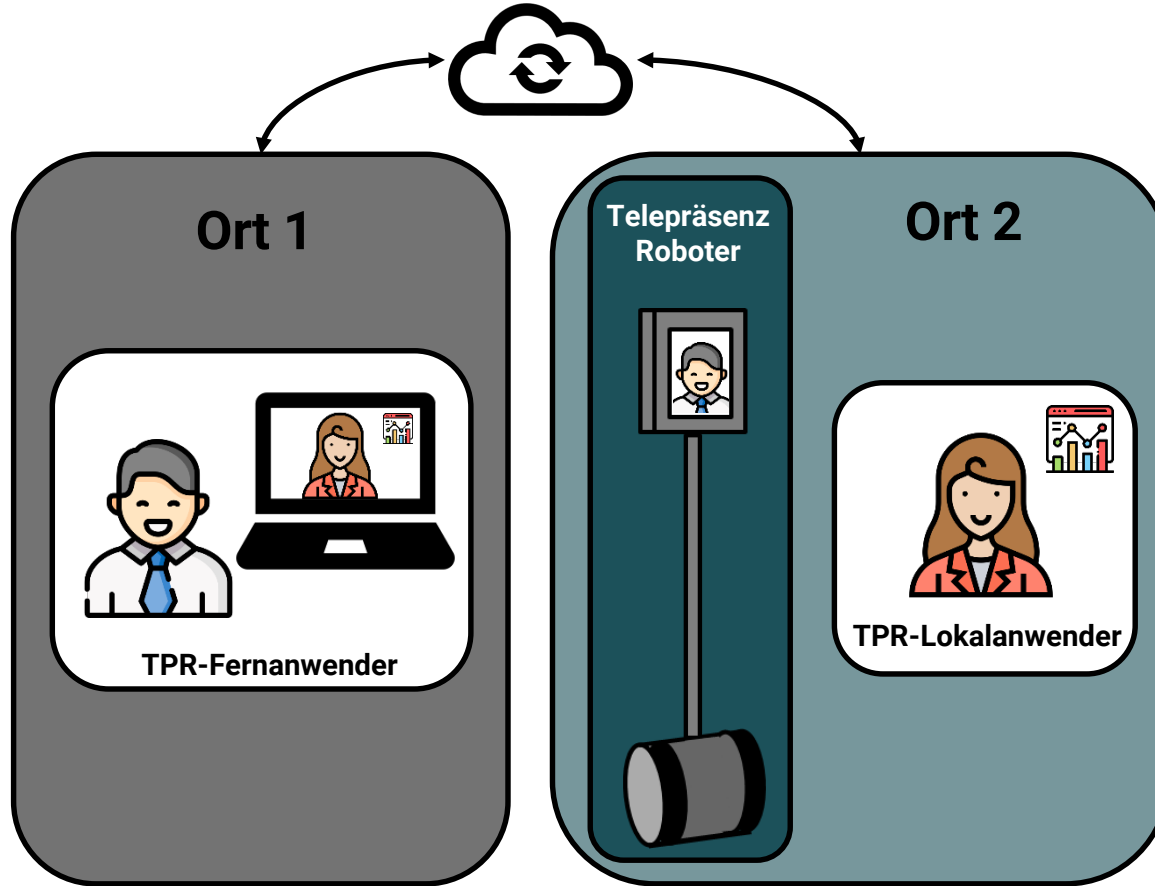 Ort 1
TPR-Fernanwender
Telepräsenz
Roboter
Ort 2
TPR-Lokalanwender